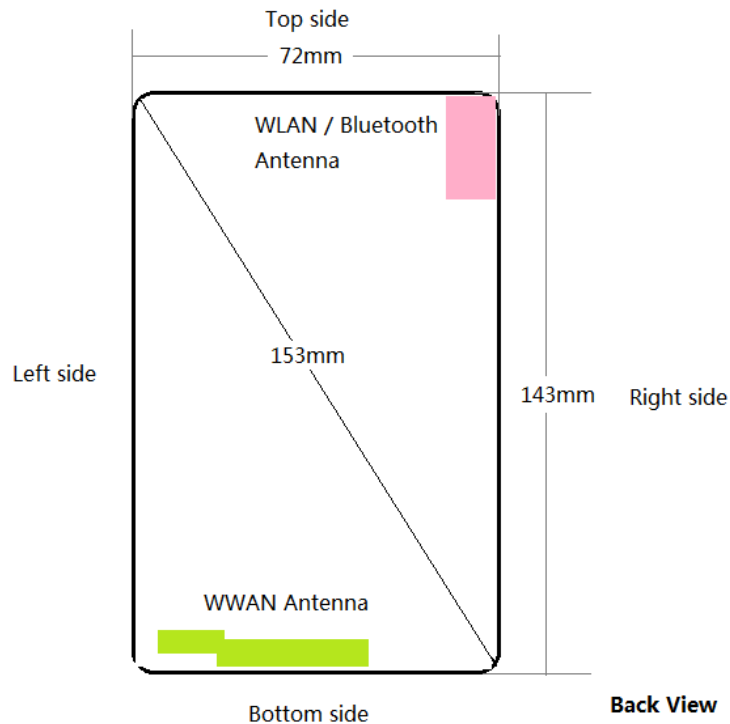 Top side
72mm
WLAN / Bluetooth
Antenna
153mm
Left side
143mm
Right side
WWAN Antenna
Bottom side
Back View